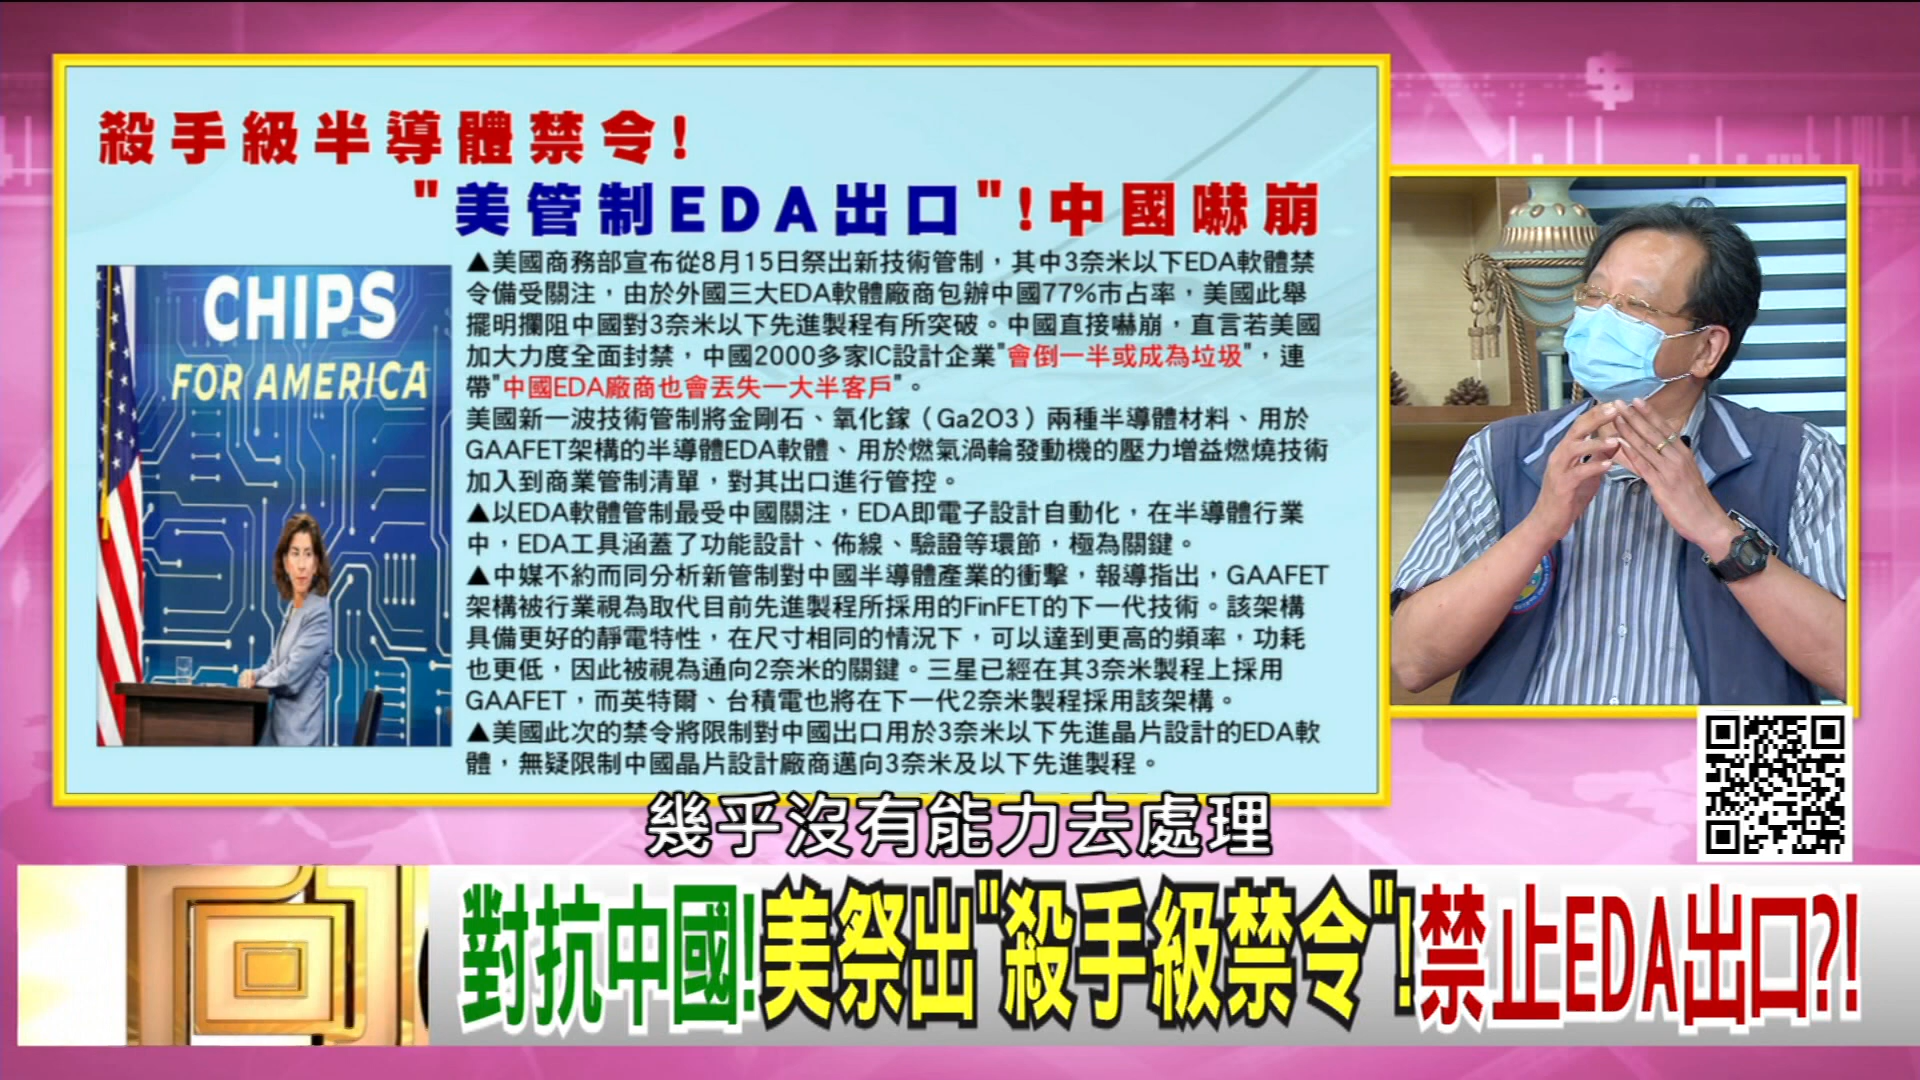 殺手級半導體禁令!
"美管制EDA出口"!中國嚇崩
CHIPS
FOR AMERICA
▲美國商務部宣布從8月15日祭出新技術管制，其中3奈米以下EDA軟體禁
令備受關注，由於外國三大EDA軟體廠商包辦中國77%市占率，美國此舉
擺明攔阻中國對3奈米以下先進製程有所突破。中國直接嚇崩，直言若美國
加大力度全面封禁，中國2000多家IC設計企業"會倒一半或成為垃圾"，連
帶"中國EDA廠商也會丟失一大半客戶"。
美國新一波技術管制將金剛石、氧化鎵（Ga2O3）兩種半導體材料、用於
GAAFET架構的半導體EDA軟體、用於燃氣渦輪發動機的壓力增益燃燒技術
加入到商業管制清單，對其出口進行管控。
▲以EDA軟體管制最受中國關注，EDA即電子設計自動化，在半導體行業
中，EDA工具涵蓋了功能設計、佈線、驗證等環節，極為關鍵。
▲中媒不約而同分析新管制對中國半導體產業的衝擊，報導指出，GAAFET
架構被行業視為取代目前先進製程所採用的FinFET的下一代技術。該架構
具備更好的靜電特性，在尺寸相同的情況下，可以達到更高的頻率，功耗
也更低，因此被視為通向2奈米的關鍵。三星已經在其3奈米製程上採用
GAAFET，而英特爾、台積電也將在下一代2奈米製程採用該架構。
▲美國此次的禁令將限制對中國出口用於3奈米以下先進晶片設計的EDA軟
體，無疑限制中國晶片設計廠商邁向3奈米及以下先進製程。
幾乎沒有能力去處理
對抗中國!美祭出"殺手級禁令"!禁止EDA出口?!